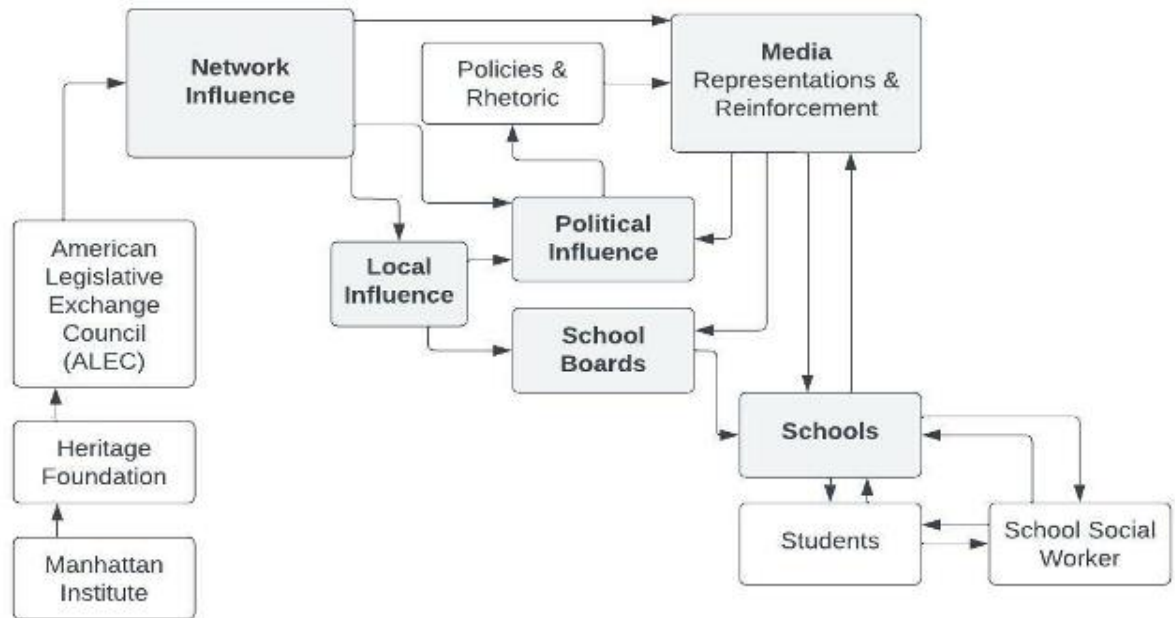 Network
Influence
Media
Representations &
Reinforcement
Policies &
Rhetoric
Political
Influence
Local
Influence
School
Boards
American
Legislative
Exchange
Council
(ALEC)
Heritage
Foundation
Manhattan
Institute
Schools
Students
School Social
Worker